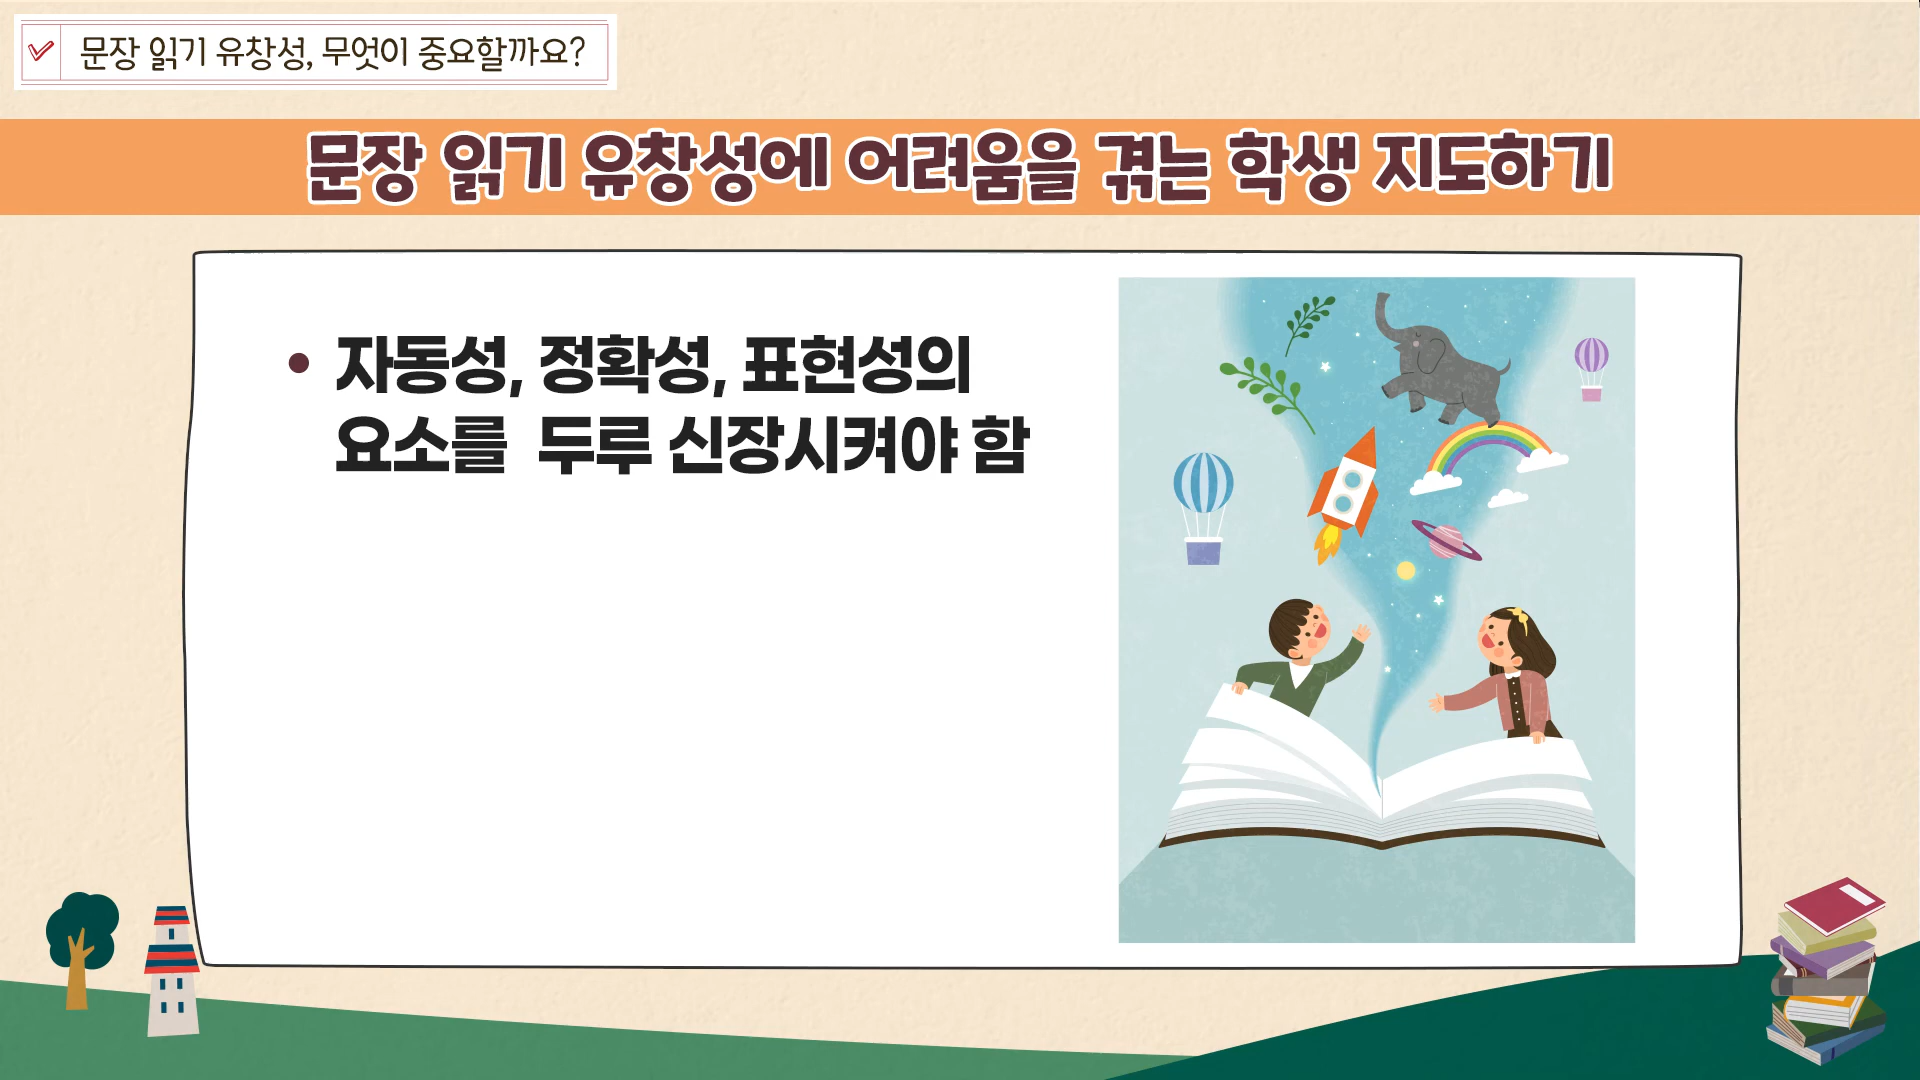 문장 읽기 유창성, 무엇이 중요할까요?
문장 읽기 유창성에 어려움을 겪는 학생 지도하기
• 자동성, 정확성, 표현성의
요소를 두루 신장시켜야 함